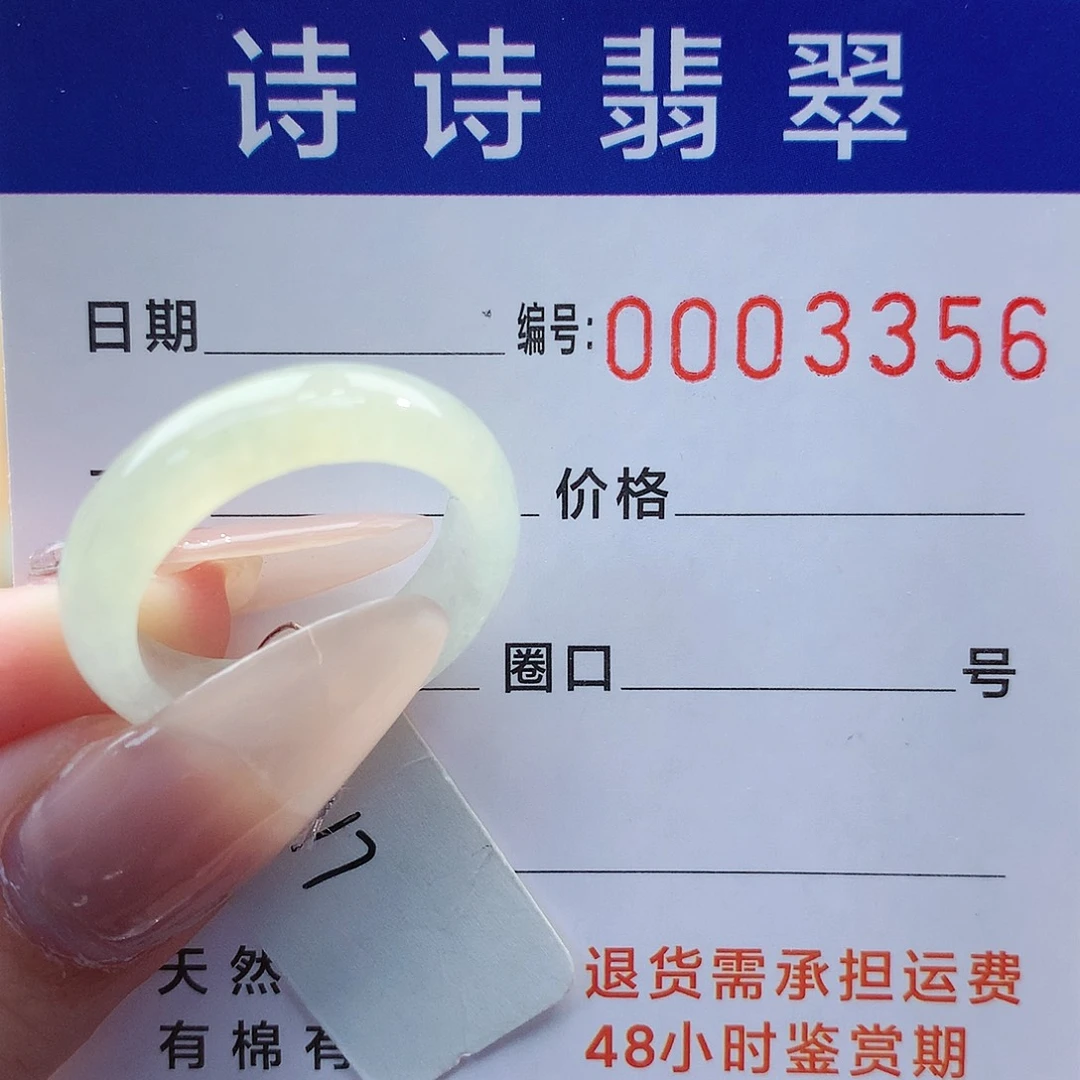 诗诗翡翠
日期 编号:0003356
价格
圈口 号
天然
有棉有
退货需承担运费
48小时鉴赏期